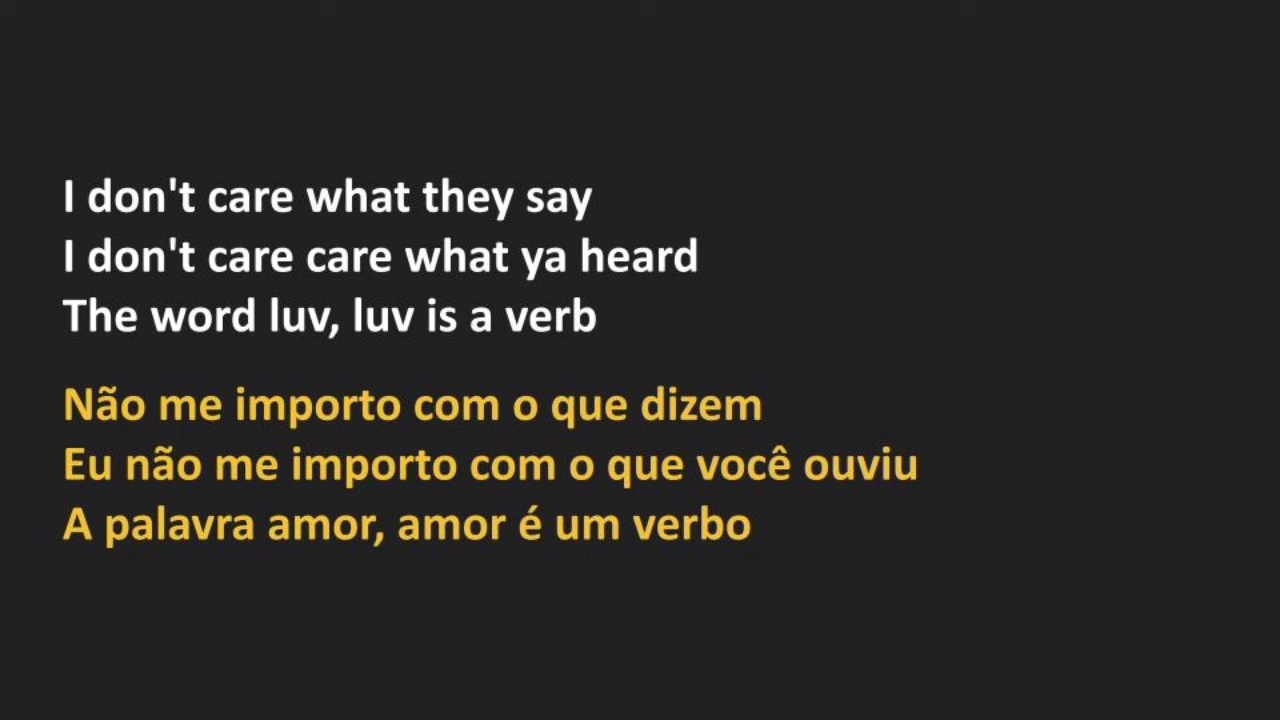 I don't care what they say
I don't care care what ya heard
The word luv, luv is a verb
Não me importo com o que dizem
Eu não me importo com o que você ouviu
A palavra amor, amor é um verbo